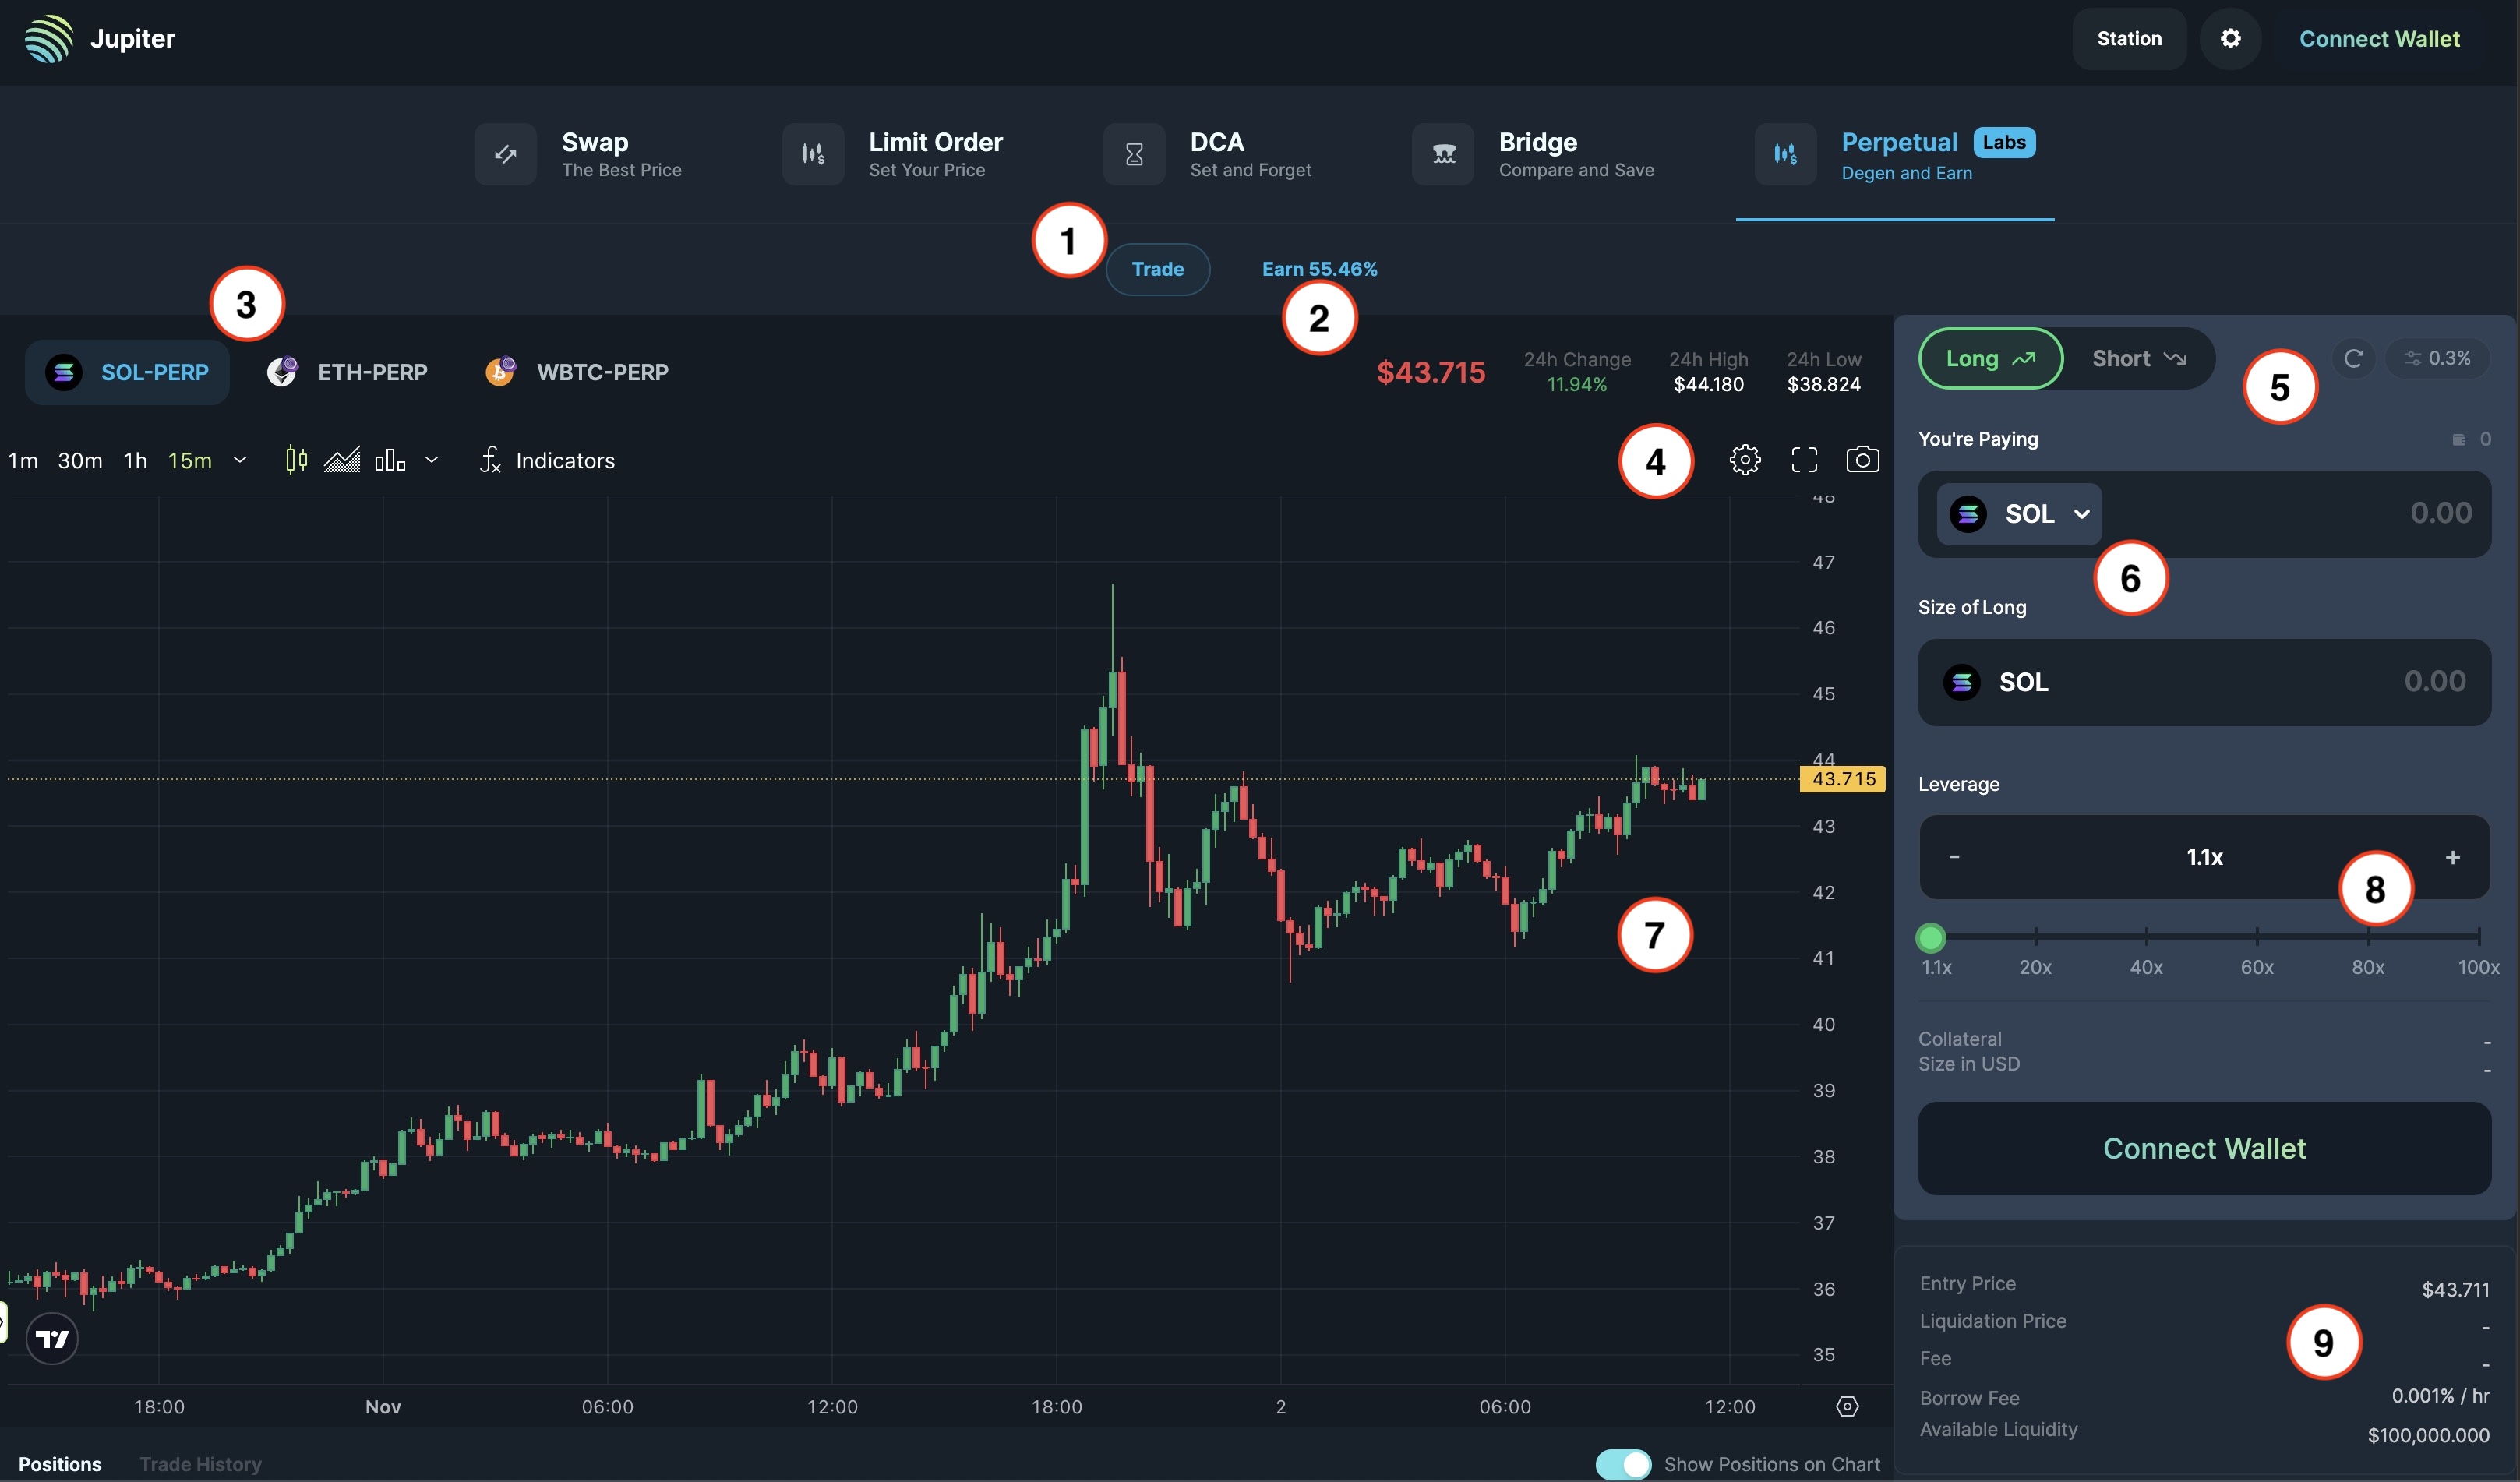 Jupiter
Station
Connect Wallet
Swap
The Best Price
Limit Order
Set Your Price
DCA
Set and Forget
Bridge
Compare and Save
Perpetual Labs
Degen and Earn
1
Trade
Earn 55.46%
2
3
SOL-PERP
ETH-PERP
WBTC-PERP
$43.715
24h Change
11.94%
24h High
$44.180
24h Low
$38.824
1m 30m 1h 15m
Indicators
4
48
47
46
45
44
43.715
43
42
41
40
39
38
37
36
35
7
18:00 Nov 06:00 12:00 18:00 2 06:00 12:00
Positions
Trade History
Show Positions on Chart
Long
Short
5
0.3%
You're Paying
0
SOL
0.00
6
Size of Long
SOL
0.00
Leverage
-
1.1x
+
8
1.1x 20x 40x 60x 80x 100x
Collateral -
Size in USD -
Connect Wallet
Entry Price $43.711
Liquidation Price -
9
Fee -
Borrow Fee 0.001% / hr
Available Liquidity $100,000.000